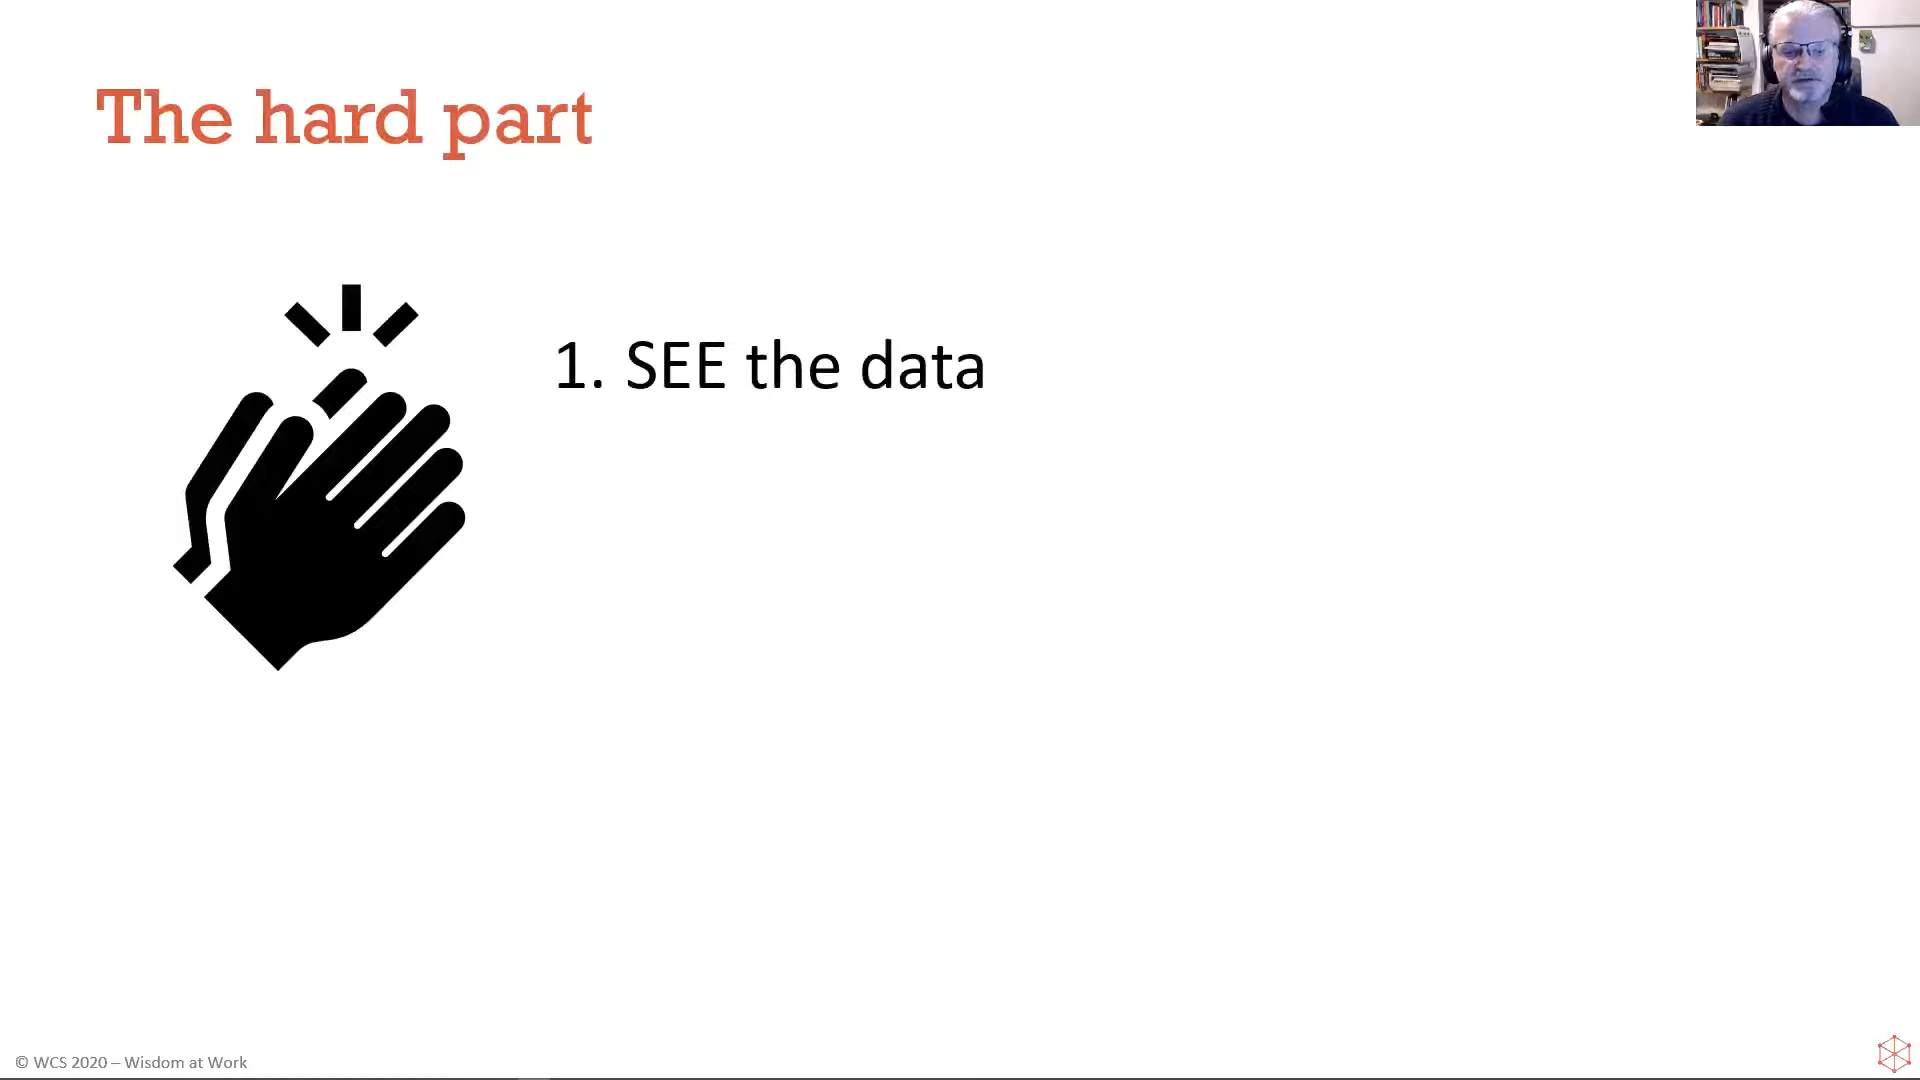 The hard part
1. SEE the data
© WCS 2020 – Wisdom at Work